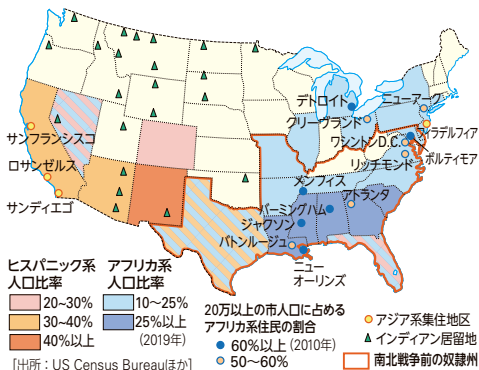 デトロイト
ニューアーク
クリーヴランド
フィラデルフィア
ワシントンD.C.
ボルティモア
リッチモンド
サンフランシスコ
ロサンゼルス
サンディエゴ
メンフィス
アトランタ
バーミングハム
ジャクソン
バトンルージュ
ニュー
オーリンズ
ヒスパニック系
人口比率
20~30%
30~40%
40%以上
アフリカ系
人口比率
10~25%
25%以上
(2019年)
20万以上の市人口に占める
アフリカ系住民の割合
60%以上(2010年)
50~60%
アジア系集住地区
インディアン居留地
南北戦争前の奴隷州
[出所:US Census Bureauほか]